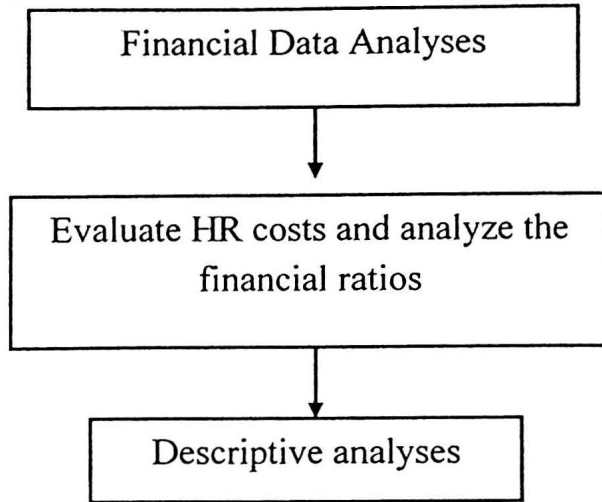 Financial Data Analyses
Evaluate HR costs and analyze the
financial ratios
Descriptive analyses